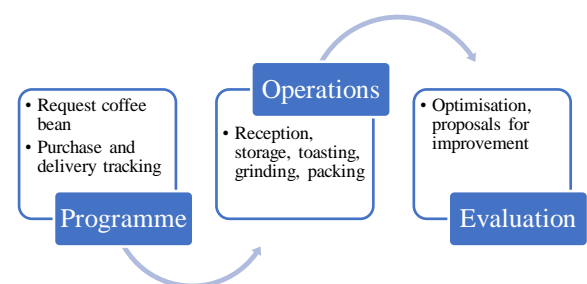 • Request coffee
bean
• Purchase and
delivery tracking
Programme
Operations
• Reception,
storage, toasting,
grinding, packing
• Optimisation,
proposals for
improvement
Evaluation